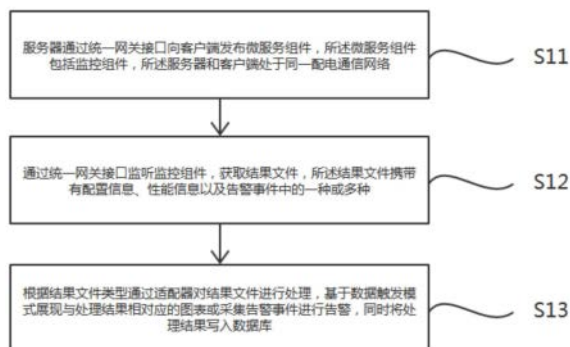 服务器通过统一网关接口向客户端发布微服务组件，所述微服务组件
包括监控组件，所述服务器和客户端处于同一配电通信网络
S11
通过统一网关接口监听监控组件，获取结果文件，所述结果文件携带
有配置信息、性能信息以及告警事件中的一种或多种
S12
根据结果文件类型通过适配器对结果文件进行处理，基于数据触发模
式展现与处理结果相对应的图表或采集告警事件进行告警，同时将处
理结果写入数据库
S13